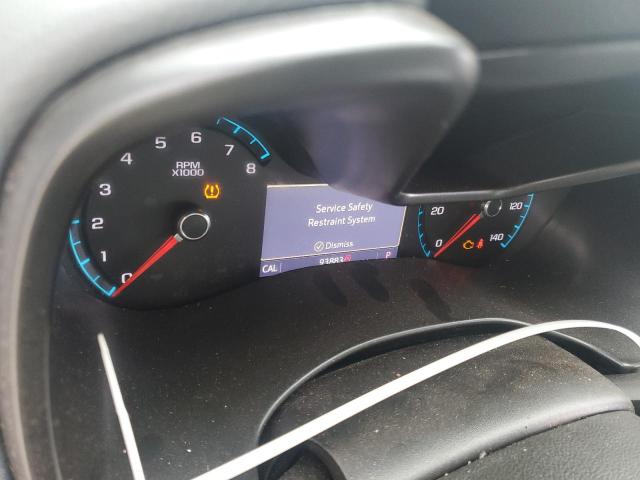 0 1 2 3 4 5 6 7 8
RPM
X1000
Service Safety
Restraint System
Dismiss
CAL 93883 P
0 20 120 140